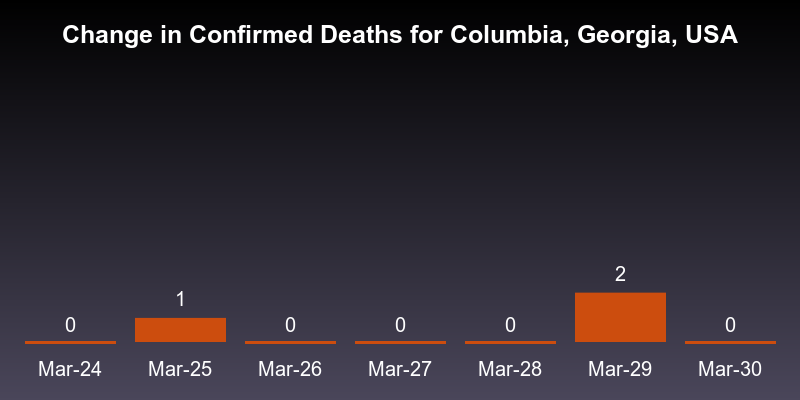 Change in Confirmed Deaths for Columbia, Georgia, USA
0 1 0 0 0 2 0
Mar-24 Mar-25 Mar-26 Mar-27 Mar-28 Mar-29 Mar-30